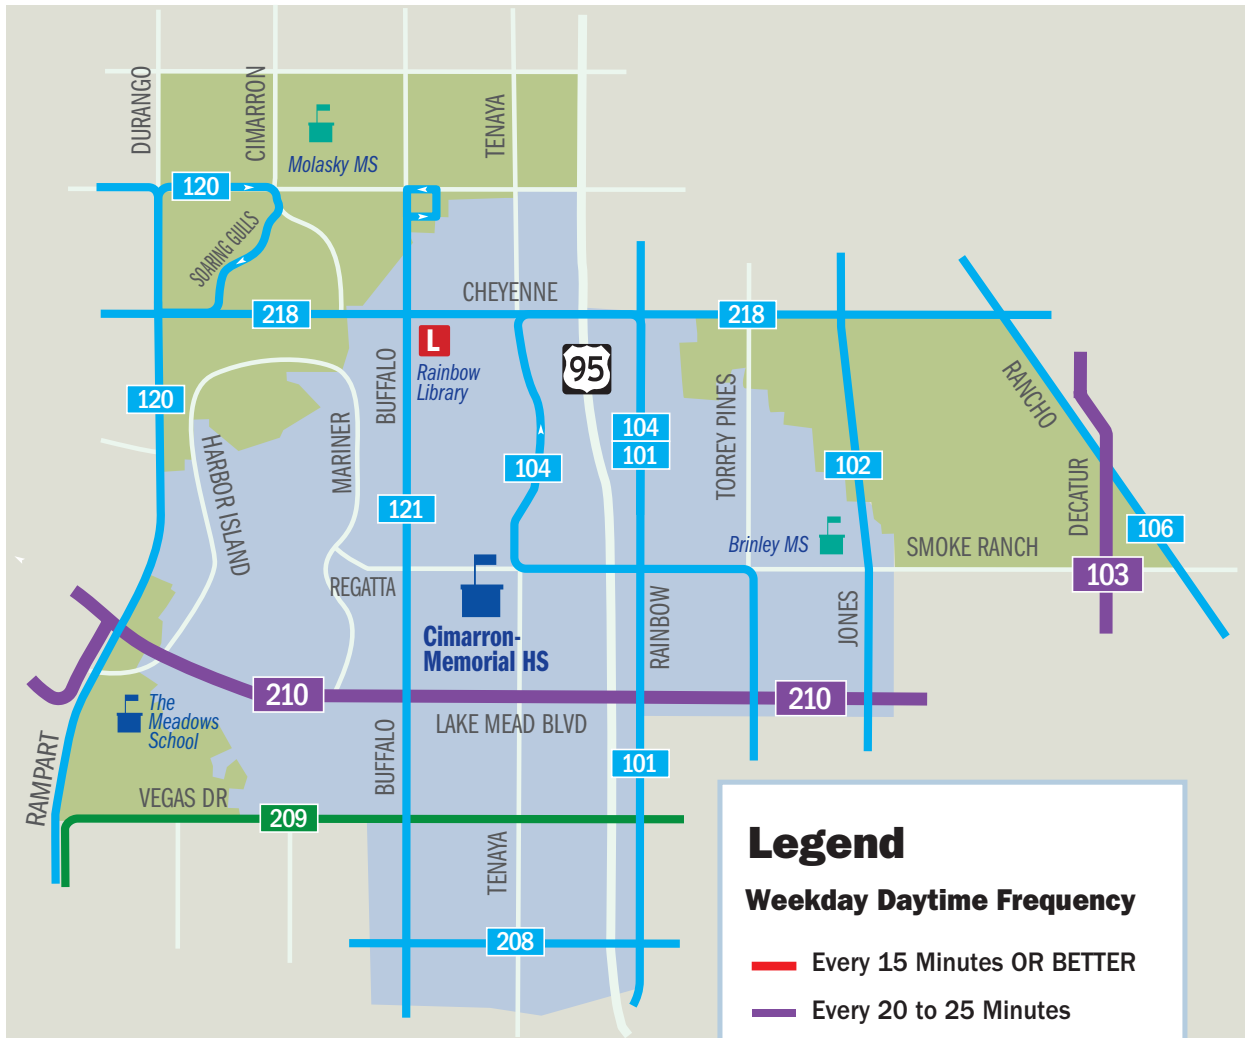 DURANGO
CIMARRON
TENAYA
Molasky MS
120
SOARING GULLS
CHEYENNE
218
218
L
Rainbow
Library
BUFFALO
95
RANCHO
120
MARINER
HARBOR ISLAND
104
101
TORREY PINES
104
102
DECATUR
121
106
Brinley MS
SMOKE RANCH
103
REGATTA
RAINBOW
JONES
Cimarron-
Memorial HS
210
210
The
Meadows
School
LAKE MEAD BLVD
BUFFALO
RAMPART
101
VEGAS DR
209
TENAYA
208
Legend
Weekday Daytime Frequency
Every 15 Minutes OR BETTER
Every 20 to 25 Minutes